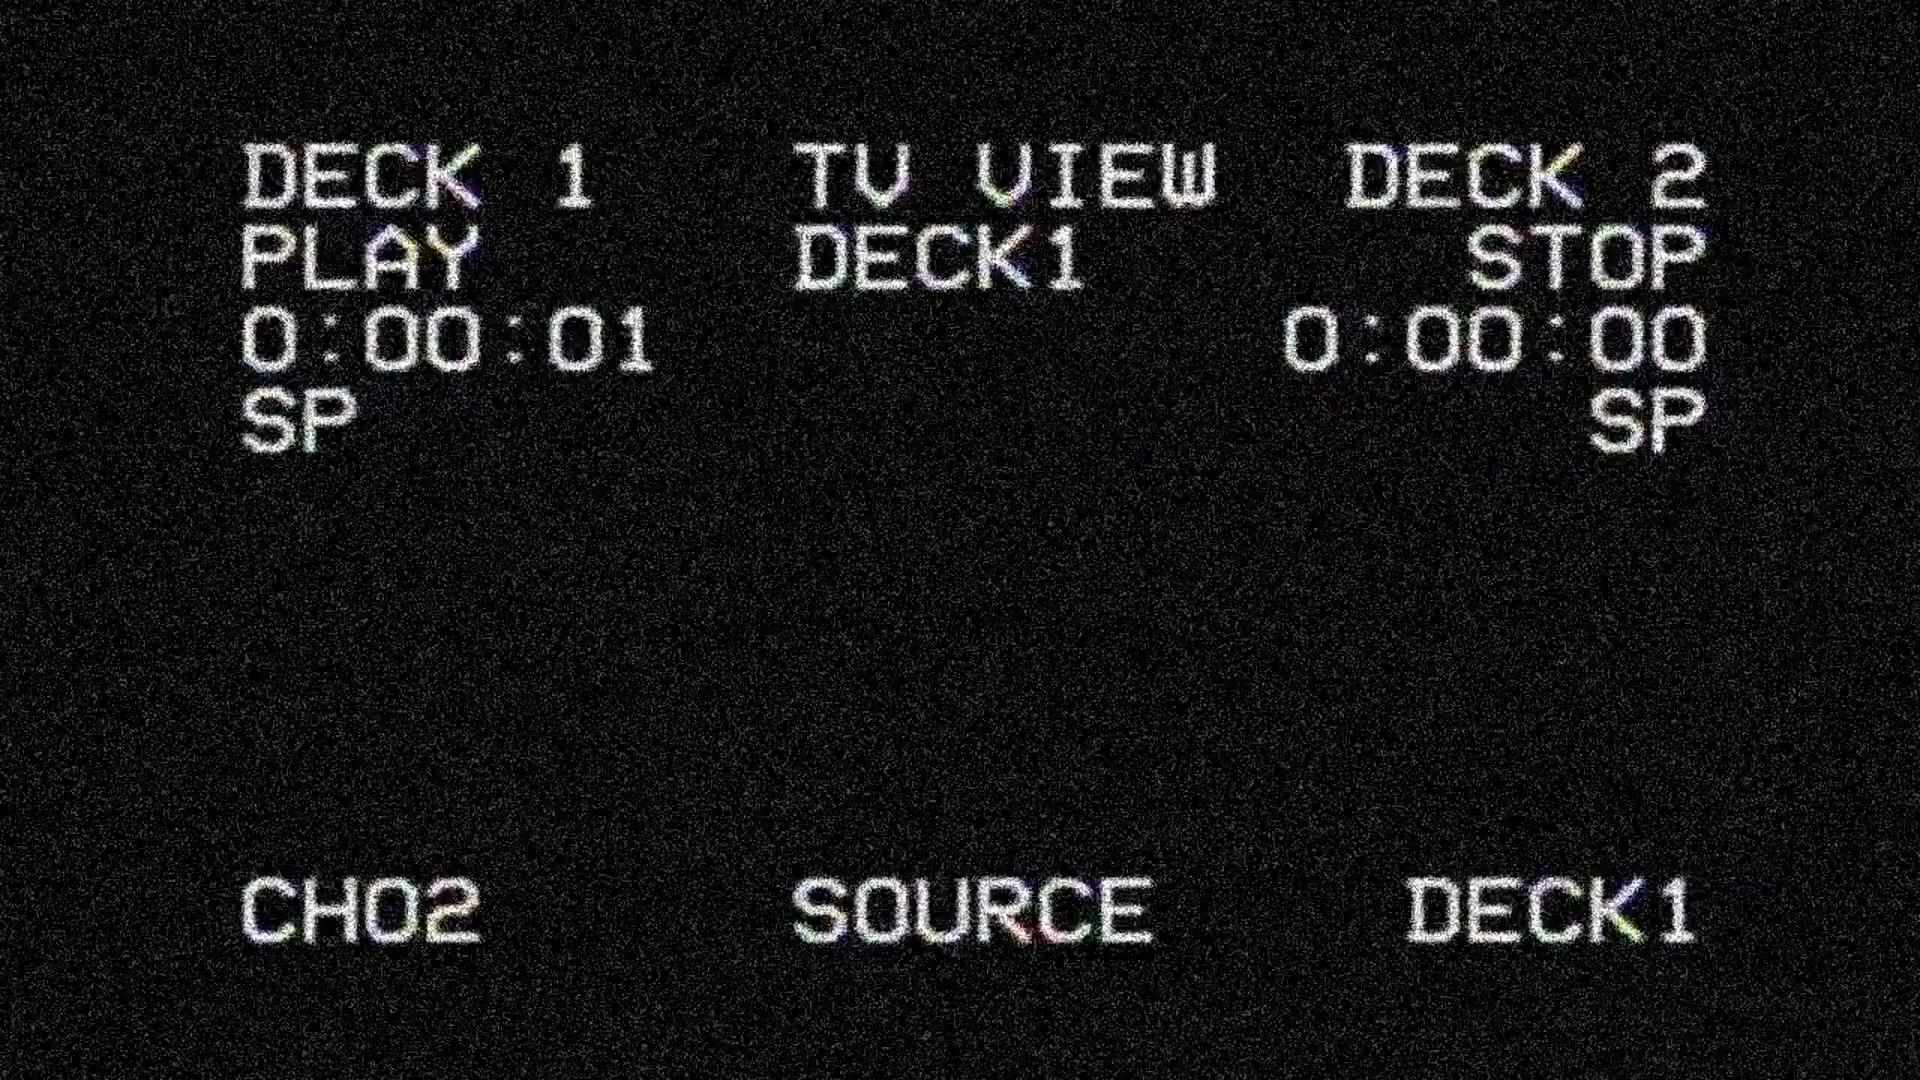 DECK 1 TV VIEW DECK 2
PLAY DECK1 STOP
0:00:01 0:00:00
SP SP
CH02 SOURCE DECK1